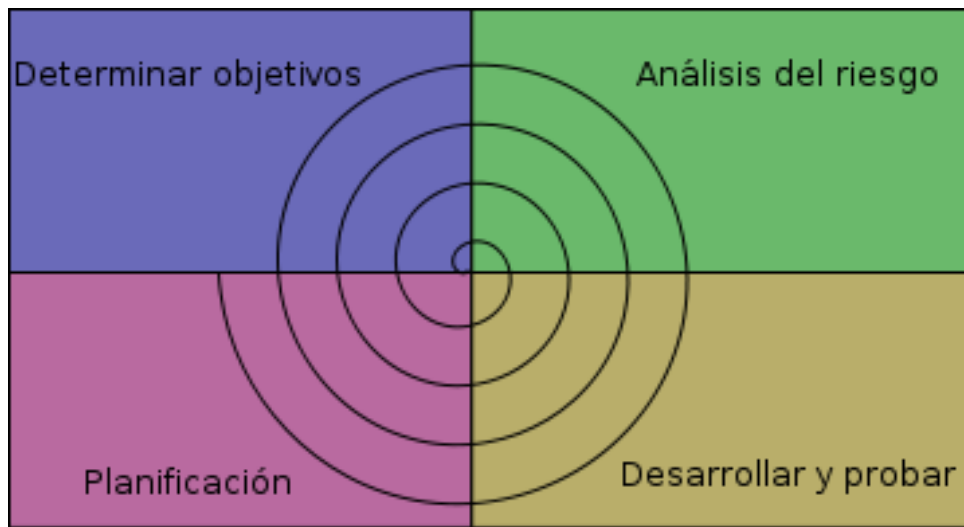 Determinar objetivos
Análisis del riesgo
Planificación
Desarrollar y probar